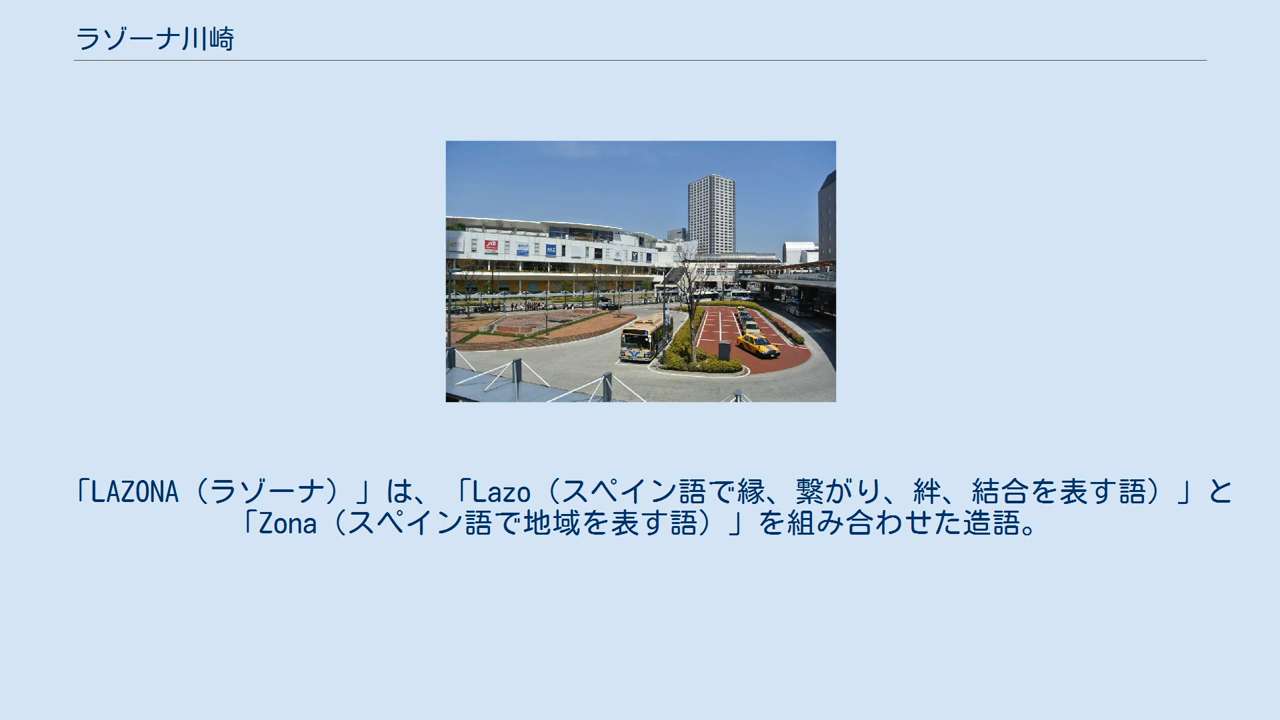 ラゾーナ川崎
「LAZONA（ラゾーナ）」は、「Lazo（スペイン語で縁、繋がり、絆、結合を表す語）」と
「Zona（スペイン語で地域を表す語）」を組み合わせた造語。